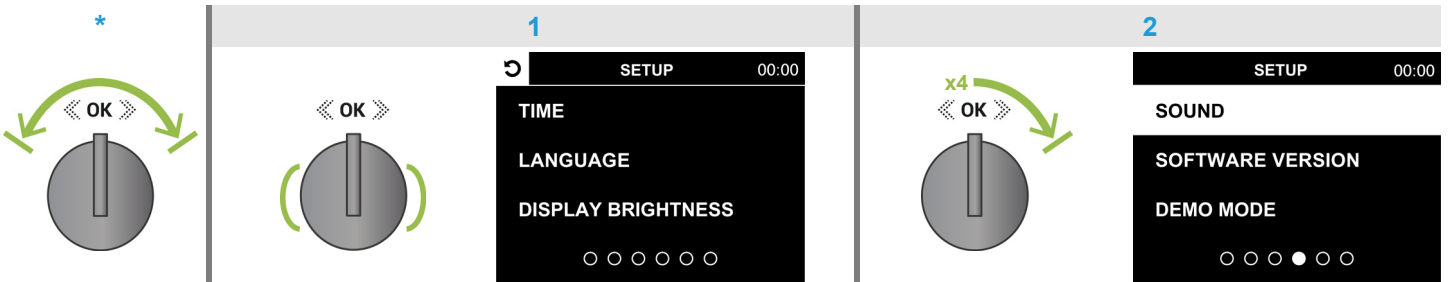 *
OK
1
OK
SETUP 00:00
TIME
LANGUAGE
DISPLAY BRIGHTNESS
2
x4
OK
SETUP 00:00
SOUND
SOFTWARE VERSION
DEMO MODE